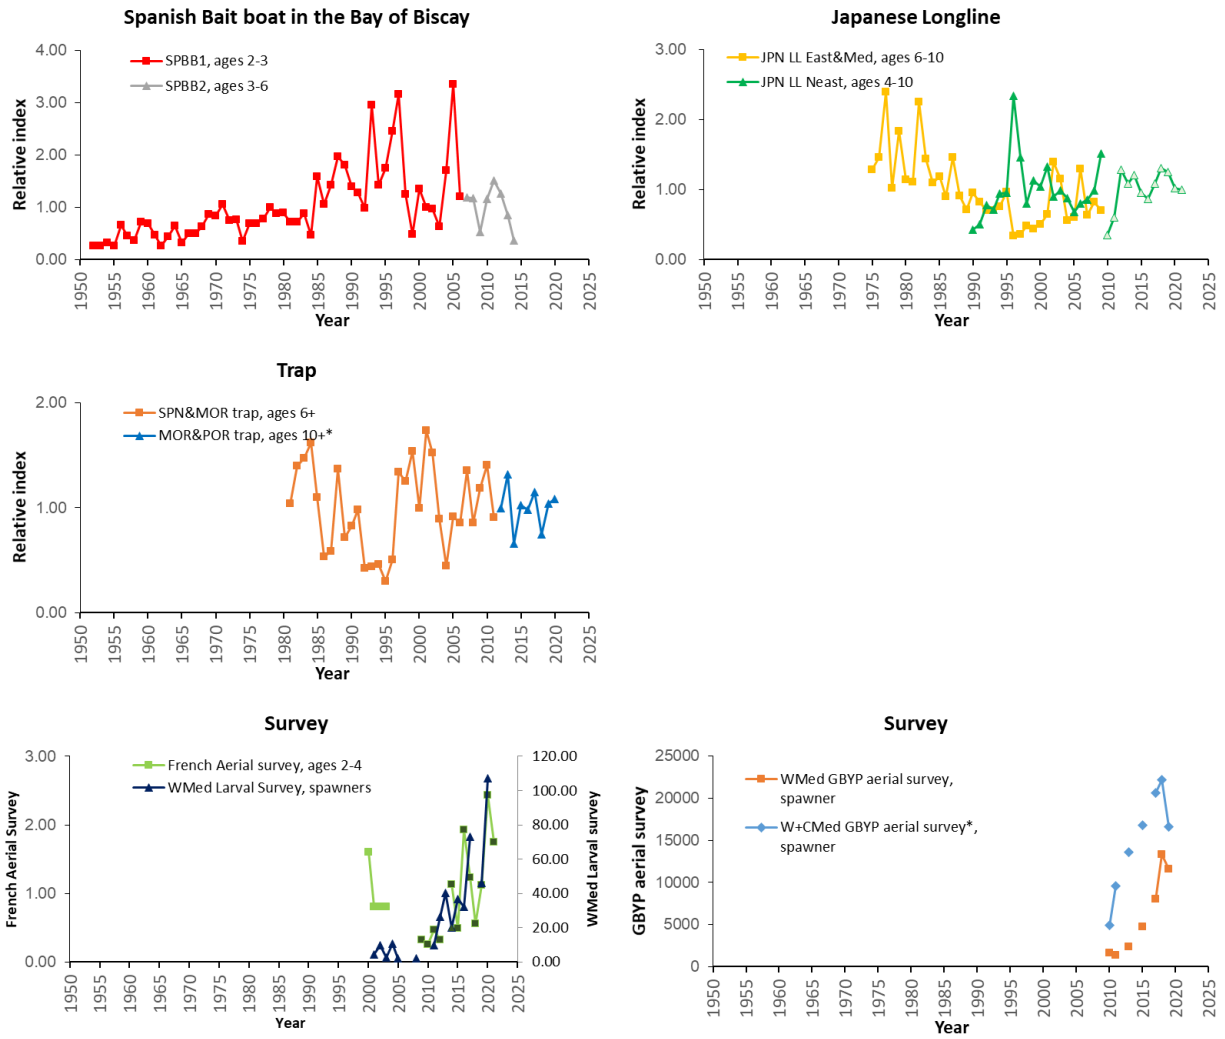 Spanish Bait boat in the Bay of Biscay
4.00
3.00
2.00
1.00
0.00
Relative index
SPBB1, ages 2-3
SPBB2, ages 3-6
1950 1955 1960 1965 1970 1975 1980 1985 1990 1995 2000 2005 2010 2015 2020 2025
Year
Japanese Longline
3.00
2.00
1.00
0.00
Relative index
JPN LL East&Med, ages 6-10
JPN LL Neast, ages 4-10
1950 1955 1960 1965 1970 1975 1980 1985 1990 1995 2000 2005 2010 2015 2020 2025
Year
Trap
2.00
1.00
0.00
Relative index
SPN&MOR trap, ages 6+
MOR&POR trap, ages 10+*
1950 1955 1960 1965 1970 1975 1980 1985 1990 1995 2000 2005 2010 2015 2020 2025
Year
Survey
3.00
2.00
1.00
0.00
French Aerial Survey
French Aerial survey, ages 2-4
WMed Larval Survey, spawners
120.00
100.00
80.00
60.00
40.00
20.00
0.00
WMed Larval survey
1950 1955 1960 1965 1970 1975 1980 1985 1990 1995 2000 2005 2010 2015 2020 2025
Year
Survey
25000
20000
15000
10000
5000
0
GBYP aerial survey
WMed GBYP aerial survey,
spawner
W+CMed GBYP aerial survey*,
spawner
1950 1955 1960 1965 1970 1975 1980 1985 1990 1995 2000 2005 2010 2015 2020 2025
Year